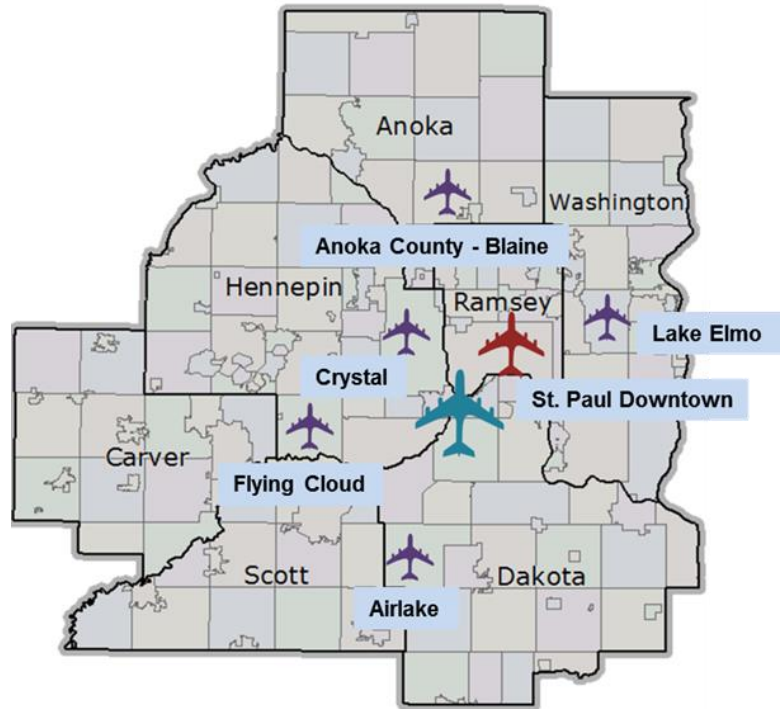 Anoka
Washington
Anoka County - Blaine
Hennepin
Ramsey
Lake Elmo
Crystal
St. Paul Downtown
Carver
Flying Cloud
Scott
Dakota
Airlake